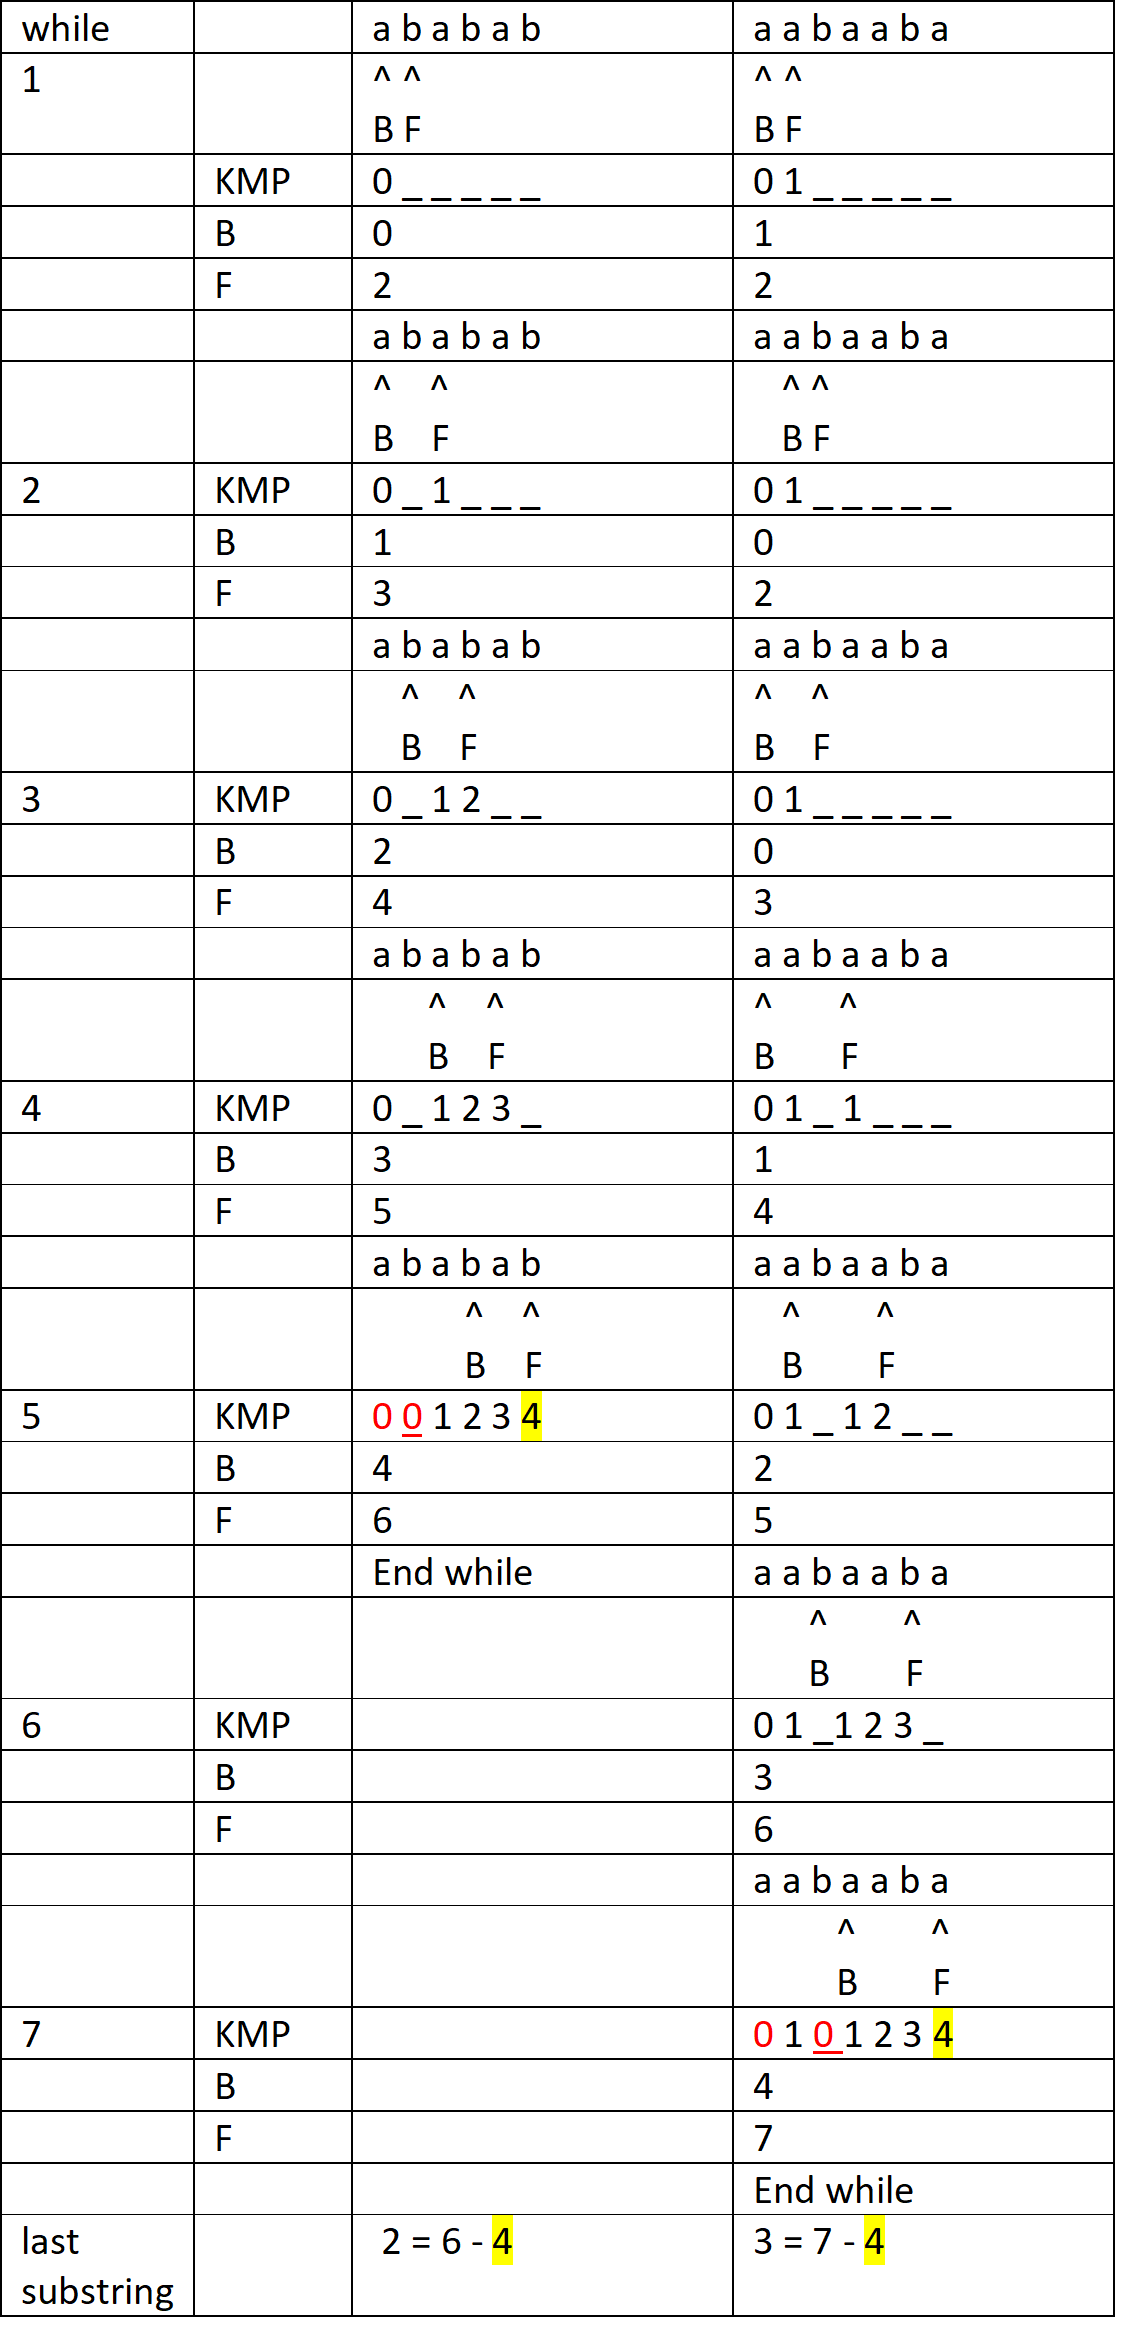 while a b a b a b a a b a a b a
1 ^ ^ ^ ^
B F B F
KMP 0 _ _ _ _ _ 0 1 _ _ _ _ _
B 0 1
F 2 2
a b a b a b a a b a a b a
^ ^ ^ ^
B F B F
2 KMP 0 _ 1 _ _ _ 0 1 _ _ _ _ _
B 1 0
F 3 2
a b a b a b a a b a a b a
^ ^ ^ ^
B F B F
3 KMP 0 _ 1 2 _ _ 0 1 _ _ _ _ _
B 2 0
F 4 3
a b a b a b a a b a a b a
^ ^ ^ ^
B F B F
4 KMP 0 _ 1 2 3 _ 0 1 _ 1 _ _ _
B 3 1
F 5 4
a b a b a b a a b a a b a
^ ^ ^ ^
B F B F
5 KMP 0 0 1 2 3 4 0 1 _ 1 2 _ _
B 4 2
F 6 5
End while a a b a a b a
^ ^
B F
6 KMP 0 1 _1 2 3 _
B 3
F 6
a a b a a b a
^ ^
B F
7 KMP 0 1 0 1 2 3 4
B 4
F 7
End while
last 2 = 6 - 4 3 = 7 - 4
substring